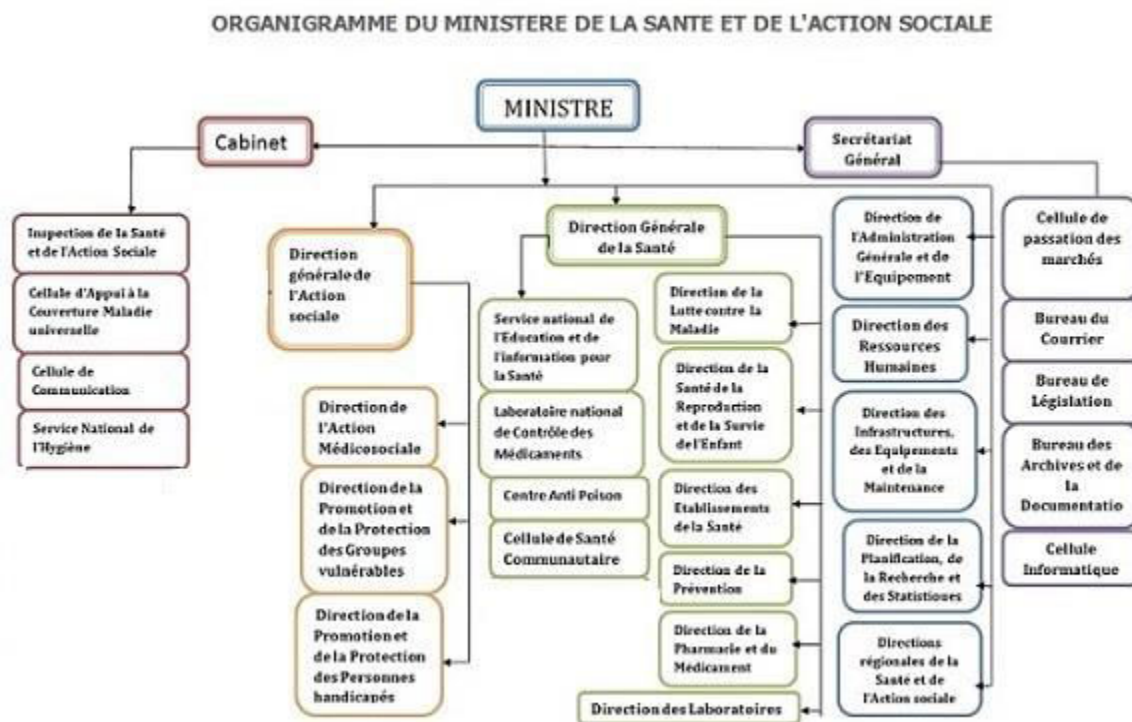 ORGANIGRAMME DU MINISTERE DE LA SANTE ET DE L'ACTION SOCIALE
MINISTRE
Cabinet
Secrétariat
Général
Inspection de la Santé
et de l'Action Sociale
Cellule d'Appui à la
Couverture Maladie
universelle
Cellule de
Communication
Service National de
l'Hygiène
Direction
générale de
l'Action
sociale
Direction de
l'Action
Médicosociale
Direction de la
Promotion et
de la Protection
des Groupes
vulnérables
Direction de la
Promotion et
de la Protection
des Personnes
handicapés
Direction Générale
de la Santé
Service national de
l'Education et de
l'information pour
la Santé
Laboratoire national
de Contrôle des
Médicaments
Centre Anti Poison
Cellule de Santé
Communautaire
Direction de la
Lutte contre la
Maladie
Direction de la
Santé de la
Reproduction
et de la Survie
de l'Enfant
Direction des
Etablissements
de la Santé
Direction de la
Prévention
Direction de la
Pharmacie et du
Médicament
Direction des Laboratoires
Direction de
l'Administration
Générale et de
l'Equipement
Direction des
Ressources
Humaines
Direction des
Infrastructures,
des Equipements
et de la
Maintenance
Direction de la
Planification, de
la Recherche et
des Statistiques
Directions
régionales de la
Santé et de
l'Action sociale
Cellule de
passation des
marchés
Bureau du
Courrier
Bureau de
Législation
Bureau des
Archives et de
la
Documentatio
Cellule
Informatique